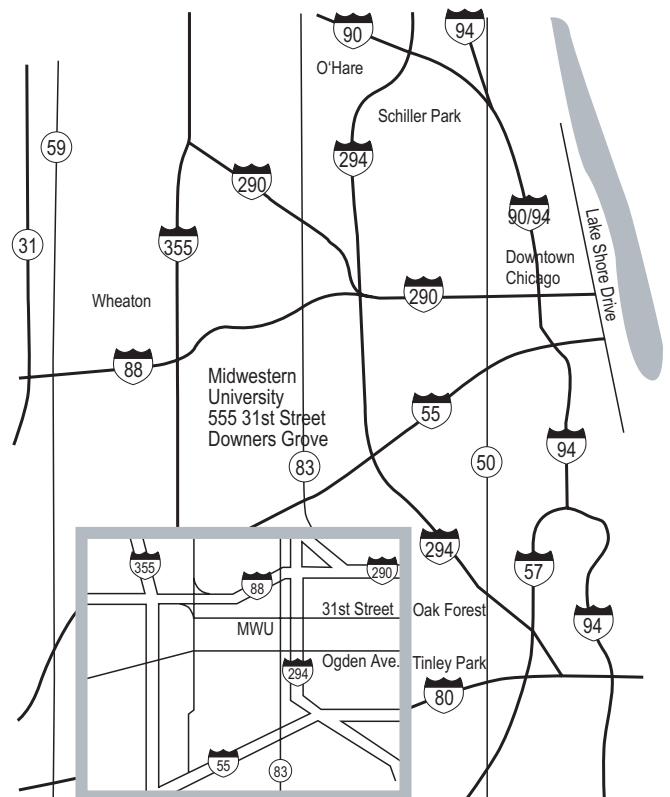 90
94
O'Hare
Schiller Park
59
294
290
90/94
31
355
Lake Shore Drive
Downtown
Chicago
290
Wheaton
88
Midwestern
University
555 31st Street
Downers Grove
55
94
83
50
294
57
355
290
88
31st Street
Oak Forest
94
MWU
Ogden Ave.
Tinley Park
294
80
55
83